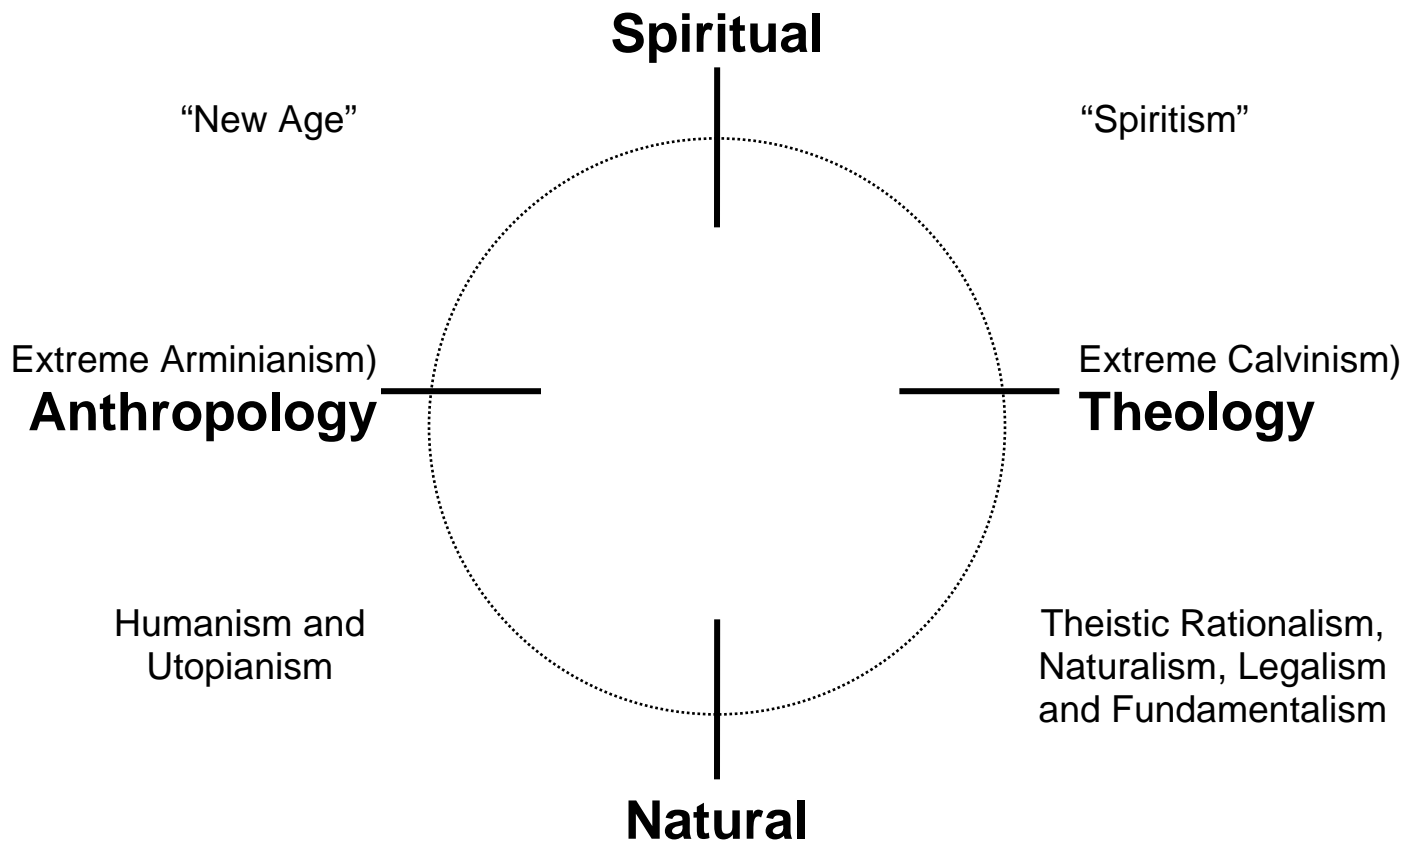 Spiritual
“New Age”
“Spiritism”
Extreme Arminianism)
Anthropology
Extreme Calvinism)
Theology
Humanism and
Utopianism
Theistic Rationalism,
Naturalism, Legalism
and Fundamentalism
Natural